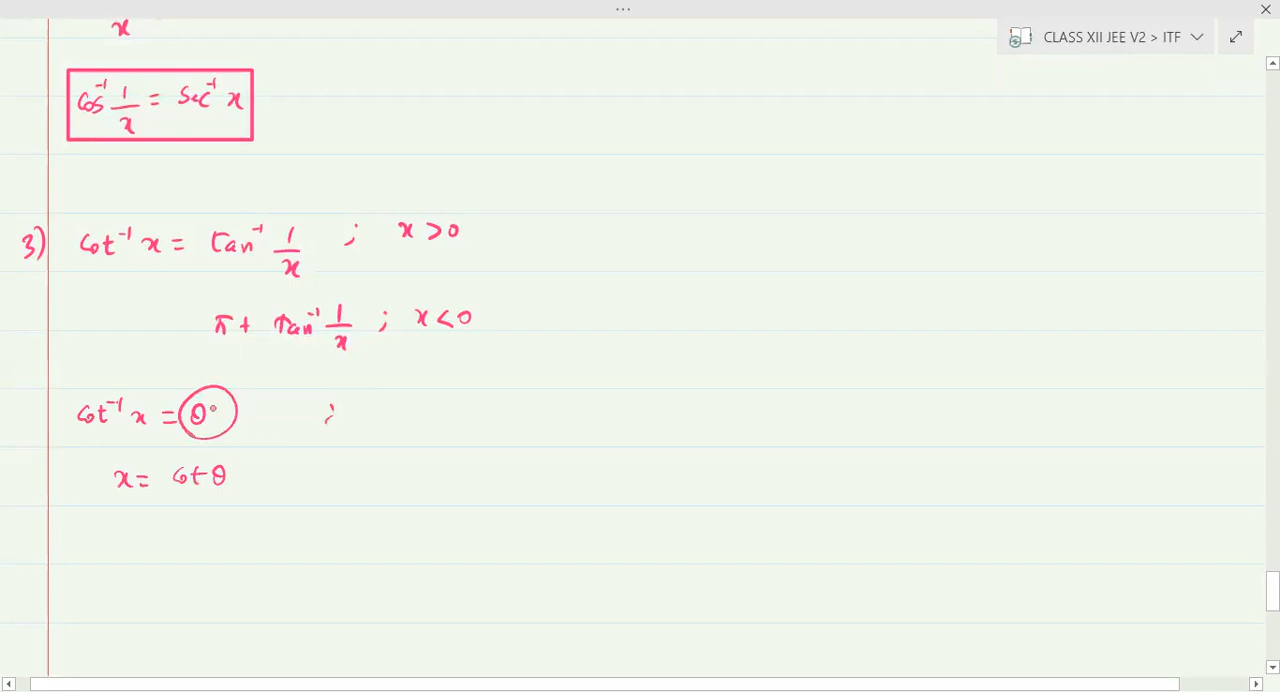 ...
CLASS XII JEE V2 > ITF
x
cos⁻¹ 1/x = sec⁻¹ x
3) cot⁻¹ x = tan⁻¹ 1/x ; x > 0
π + tan⁻¹ 1/x ; x < 0
cot⁻¹ x = θ ;
x = cot θ